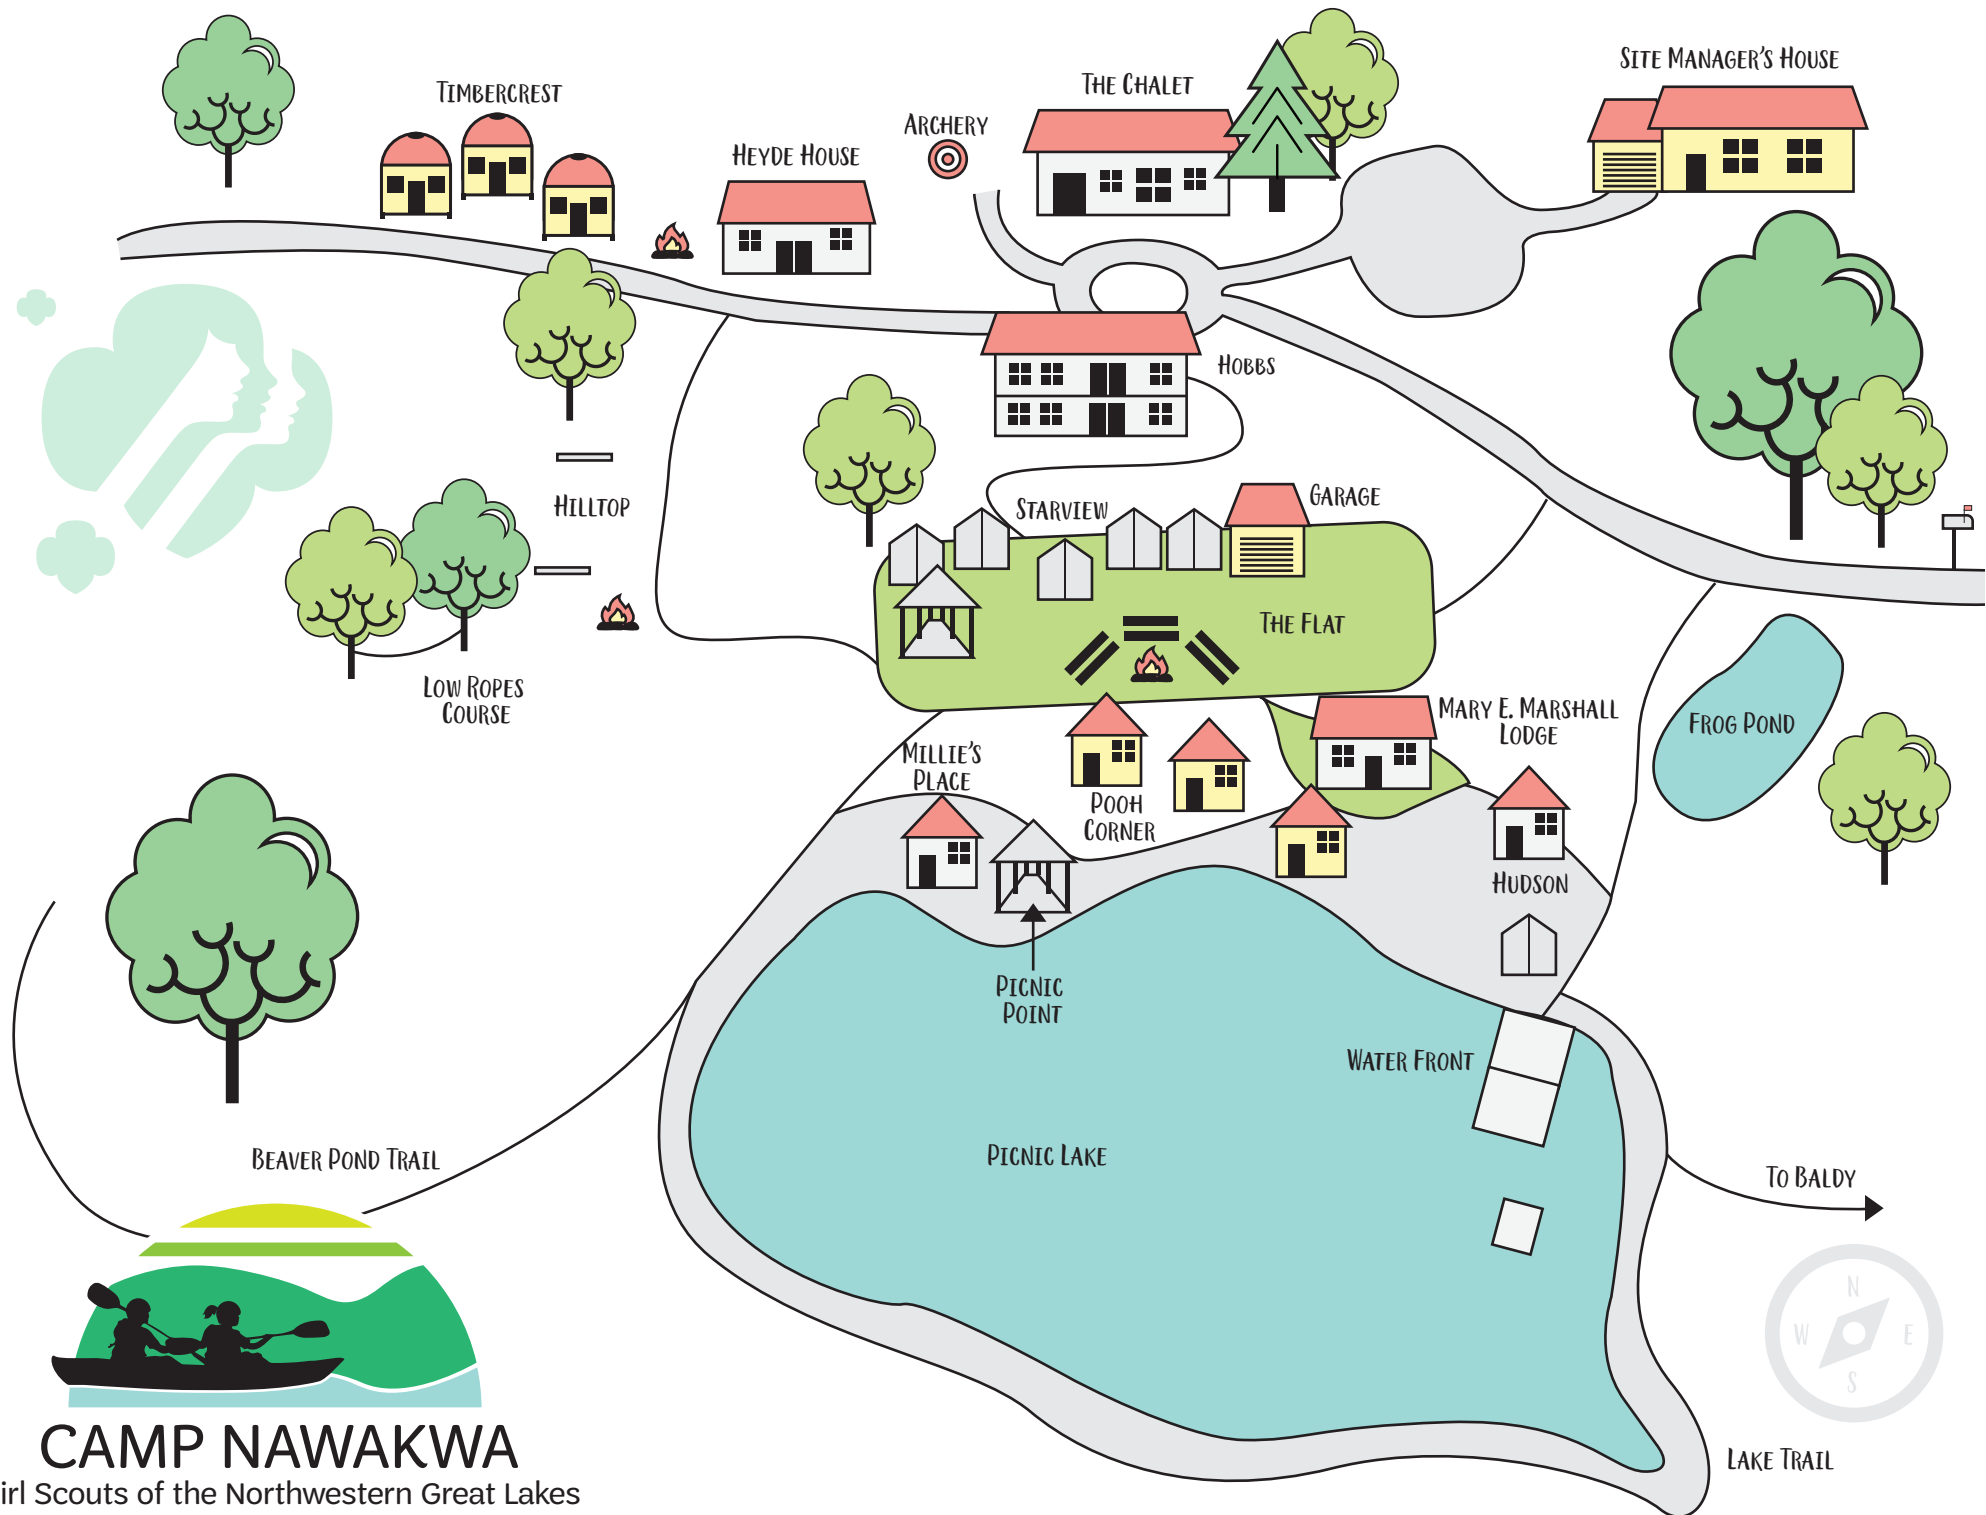 TIMBERCREST
HEYDE HOUSE
ARCHERY
THE CHALET
SITE MANAGER'S HOUSE
HOBBS
HILLTOP
STARVIEW
GARAGE
THE FLAT
LOW ROPES
COURSE
MARY E. MARSHALL
LODGE
FROG POND
MILLIE'S
PLACE
POOH
CORNER
HUDSON
PICNIC
POINT
WATER FRONT
PICNIC LAKE
BEAVER POND TRAIL
TO BALDY
N
W
E
S
LAKE TRAIL
CAMP NAWAKWA
irl Scouts of the Northwestern Great Lakes